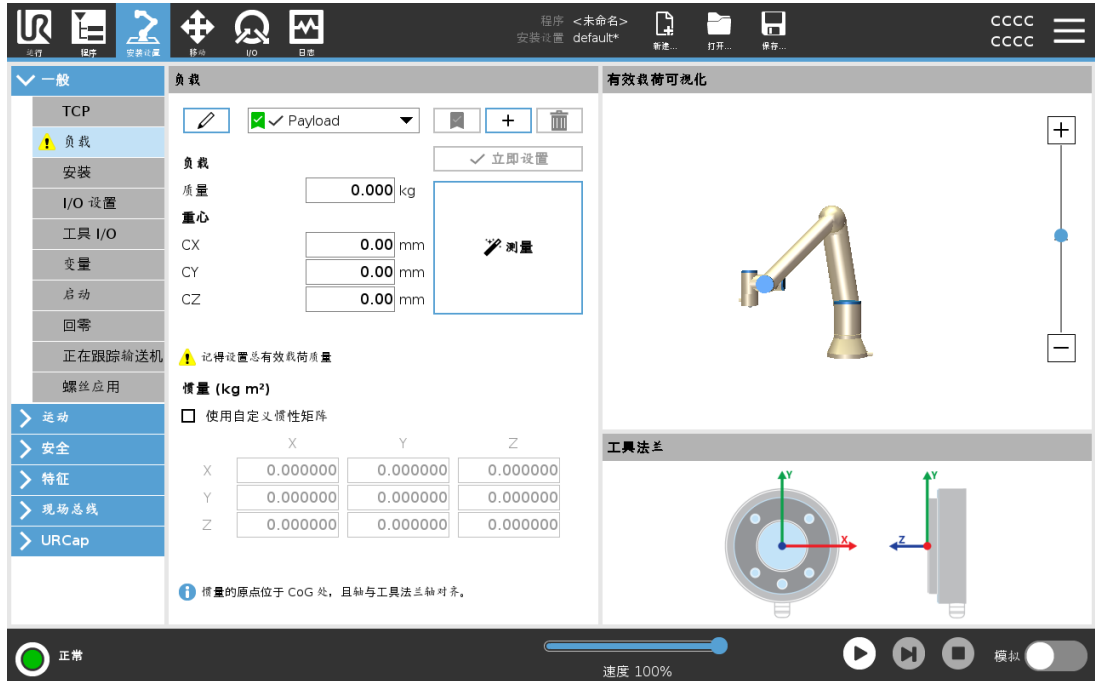 UR
运行
程序
安装设置
移动
I/O
日志
程序 <未命名>
安装设置 default*
新建...
打开...
保存...
CCCC
CCCC
一般
TCP
负载
安装
I/O 设置
工具 I/O
变量
启动
回零
正在跟踪输送机
螺丝应用
运动
安全
特征
现场总线
URCap
负载
Payload
+
立即设置
负载
质量 0.000 kg
重心
CX 0.00 mm
CY 0.00 mm
CZ 0.00 mm
测量
记得设置总有效载荷质量
惯量 (kg m²)
使用自定义惯性矩阵
X Y Z
X 0.000000 0.000000 0.000000
Y 0.000000 0.000000 0.000000
Z 0.000000 0.000000 0.000000
惯量的原点位于 CoG 处，且轴与工具法兰轴对齐。
有效载荷可视化
工具法兰
Y
X
Y
Z
正常
速度 100%
模拟